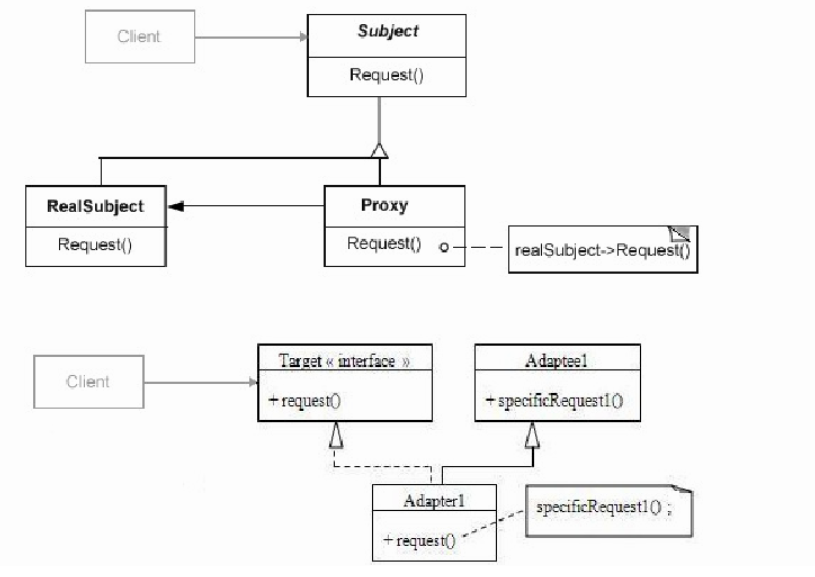 Client
Subject
Request()
RealSubject
Request()
Proxy
Request()
realSubject->Request()
Client
Target « interface »
+ request()
Adaptee1
+ specificRequest1()
Adapter1
+ request()
specificRequest1() ;